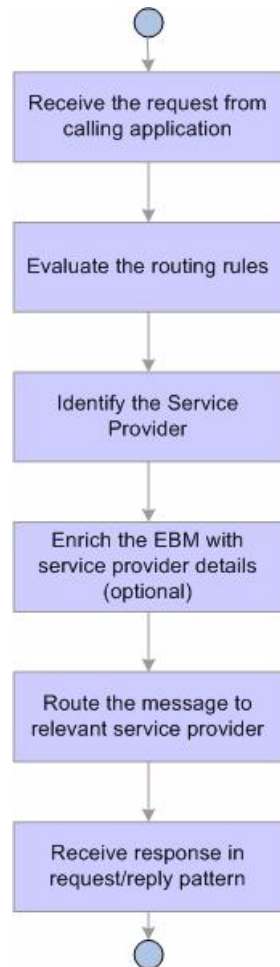 Receive the request from
calling application
Evaluate the routing rules
Identify the Service
Provider
Enrich the EBM with
service provider details
(optional)
Route the message to
relevant service provider
Receive response in
request/reply pattern